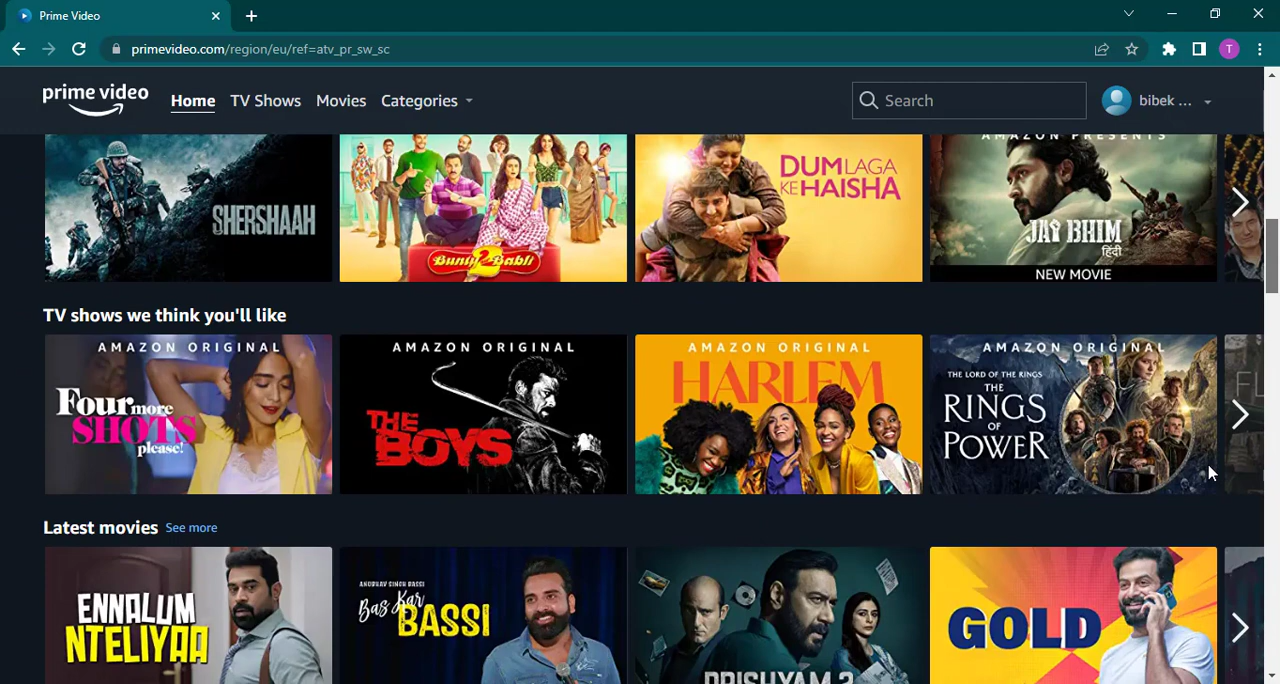 Prime Video
primevideo.com/region/eu/ref=atv_pr_sw_sc
T
prime video
Home
TV Shows
Movies
Categories
Search
bibek ...
SHERSHAAH
Bunty Babli 2
DUM LAGA
KE HAISHA
AMAZON PRESENTS
JAI BHIM
हिंदी
NEW MOVIE
TV shows we think you'll like
AMAZON ORIGINAL
Four more
SHOTS
please!
AMAZON ORIGINAL
THE
BOYS
AMAZON ORIGINAL
HARLEM
AMAZON ORIGINAL
THE LORD OF THE RINGS
THE
RINGS
OF
POWER
Latest movies See more
ENNALUM
NTELIYAA
ANUBHAV SINGH BASSI
Bas Kar
BASSI
DRISHYAM 2
GOLD